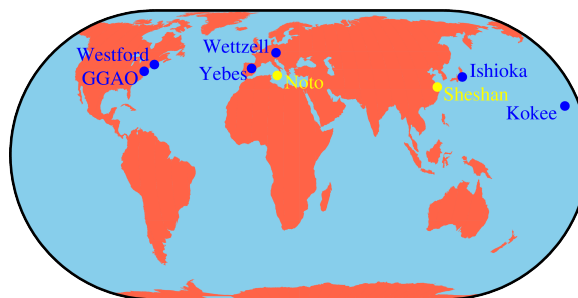 Westford
GGAO
Wettzell
Yebes
Noto
Ishioka
Sheshan
Kokee